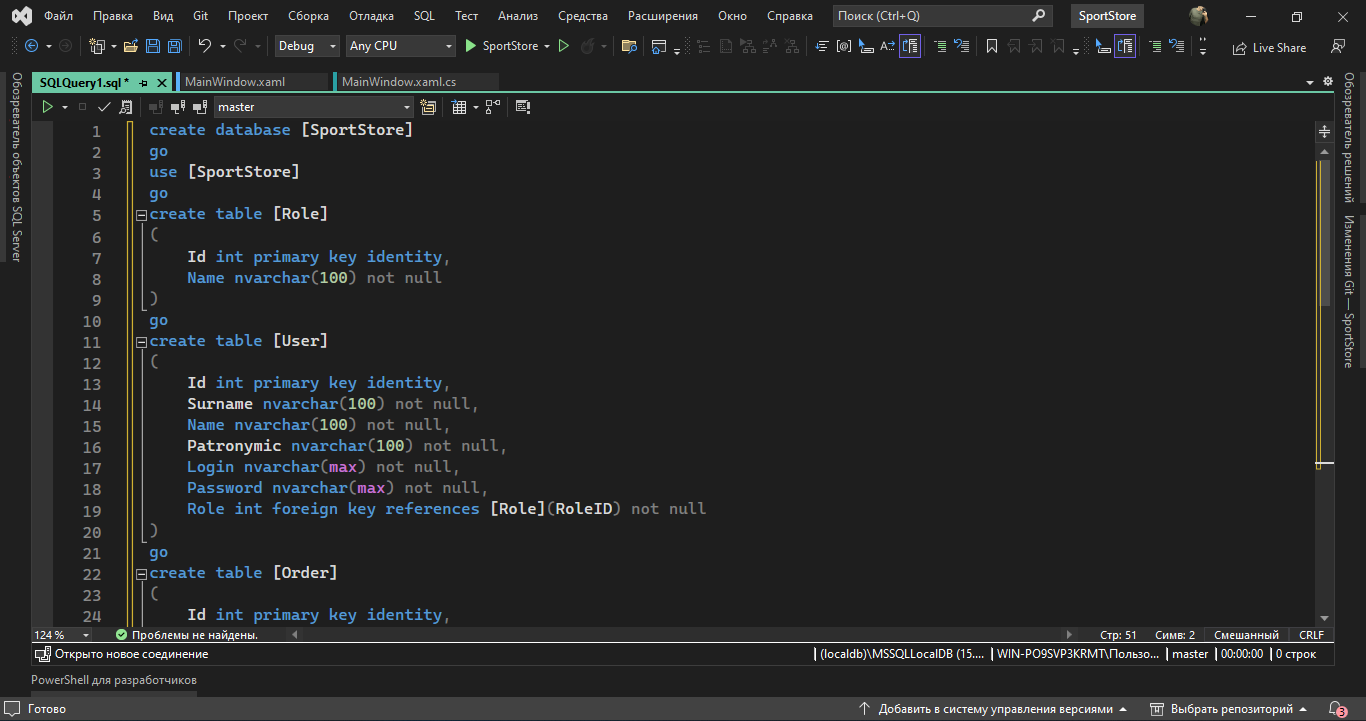 Файл Правка Вид Git Проект Сборка Отладка SQL Тест Анализ Средства Расширения Окно Справка Поиск (Ctrl+Q) SportStore
Debug Any CPU SportStore Live Share
SQLQuery1.sql * MainWindow.xaml MainWindow.xaml.cs
master
1 create database [SportStore]
2 go
3 use [SportStore]
4 go
5 create table [Role]
6 (
7 Id int primary key identity,
8 Name nvarchar(100) not null
9 )
10 go
11 create table [User]
12 (
13 Id int primary key identity,
14 Surname nvarchar(100) not null,
15 Name nvarchar(100) not null,
16 Patronymic nvarchar(100) not null,
17 Login nvarchar(max) not null,
18 Password nvarchar(max) not null,
19 Role int foreign key references [Role](RoleID) not null
20 )
21 go
22 create table [Order]
23 (
24 Id int primary key identity,
124 % Проблемы не найдены. Стр: 51 Симв: 2 Смешанный CRLF
Открыто новое соединение (localdb)\MSSQLLocalDB (15.... WIN-PO9SVP3KRMT\Пользо... master 00:00:00 0 строк
PowerShell для разработчиков
Готово Добавить в систему управления версиями Выбрать репозиторий 3
Обозреватель объектов SQL Server
Обозреватель решений
Изменения Git — SportStore